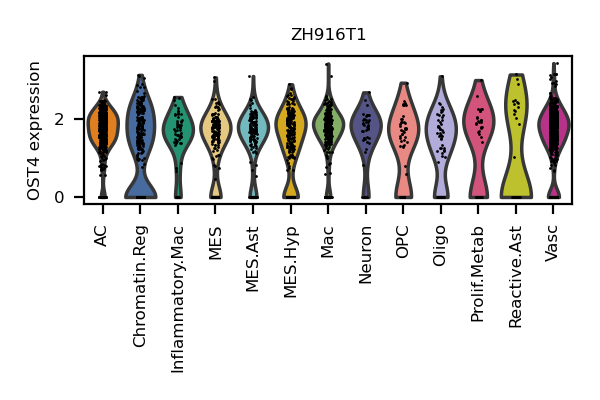 ZH916T1
OST4 expression
2
0
AC
Chromatin.Reg
Inflammatory.Mac
MES
MES.Ast
MES.Hyp
Mac
Neuron
OPC
Oligo
Prolif.Metab
Reactive.Ast
Vasc